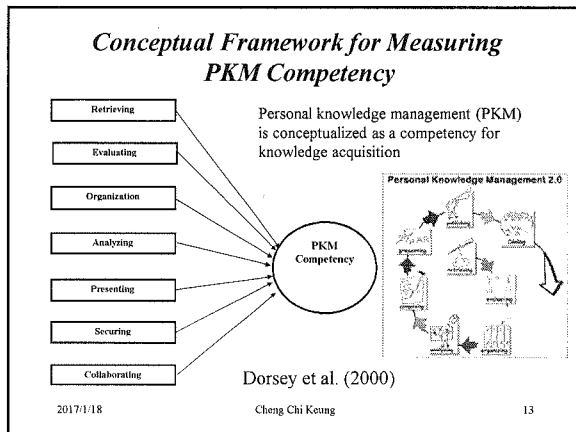 Conceptual Framework for Measuring
PKM Competency
Retrieving
Evaluating
Organization
Analyzing
Presenting
Securing
Collaborating
PKM
Competency
Personal knowledge management (PKM)
is conceptualized as a competency for
knowledge acquisition
Personal Knowledge Management 2.0
Dorsey et al. (2000)
2017/1/18
Cheng Chi Keung
13